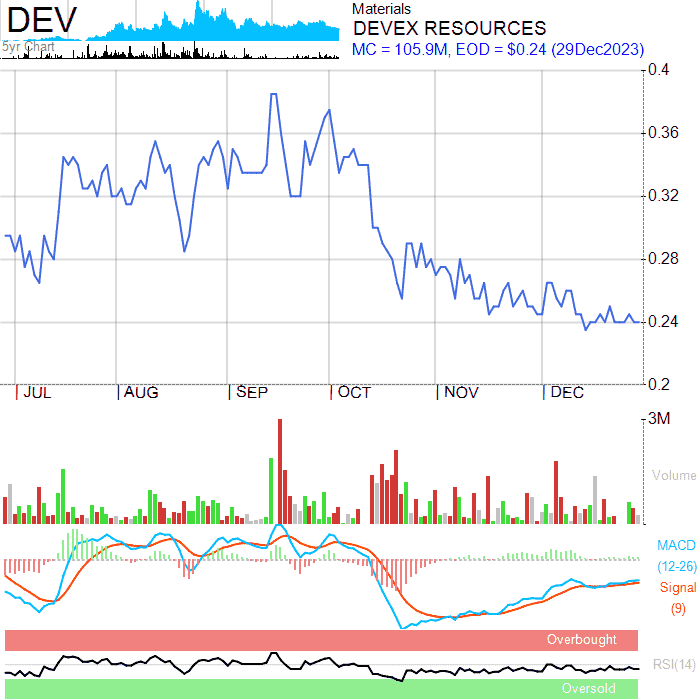 DEV
5yr Chart
Materials
DEVEX RESOURCES
MC = 105.9M, EOD = $0.24 (29Dec2023)
0.4
0.36
0.32
0.28
0.24
0.2
JUL AUG SEP OCT NOV DEC
3M
Volume
MACD
(12-26)
Signal
(9)
Overbought
RSI(14)
Oversold